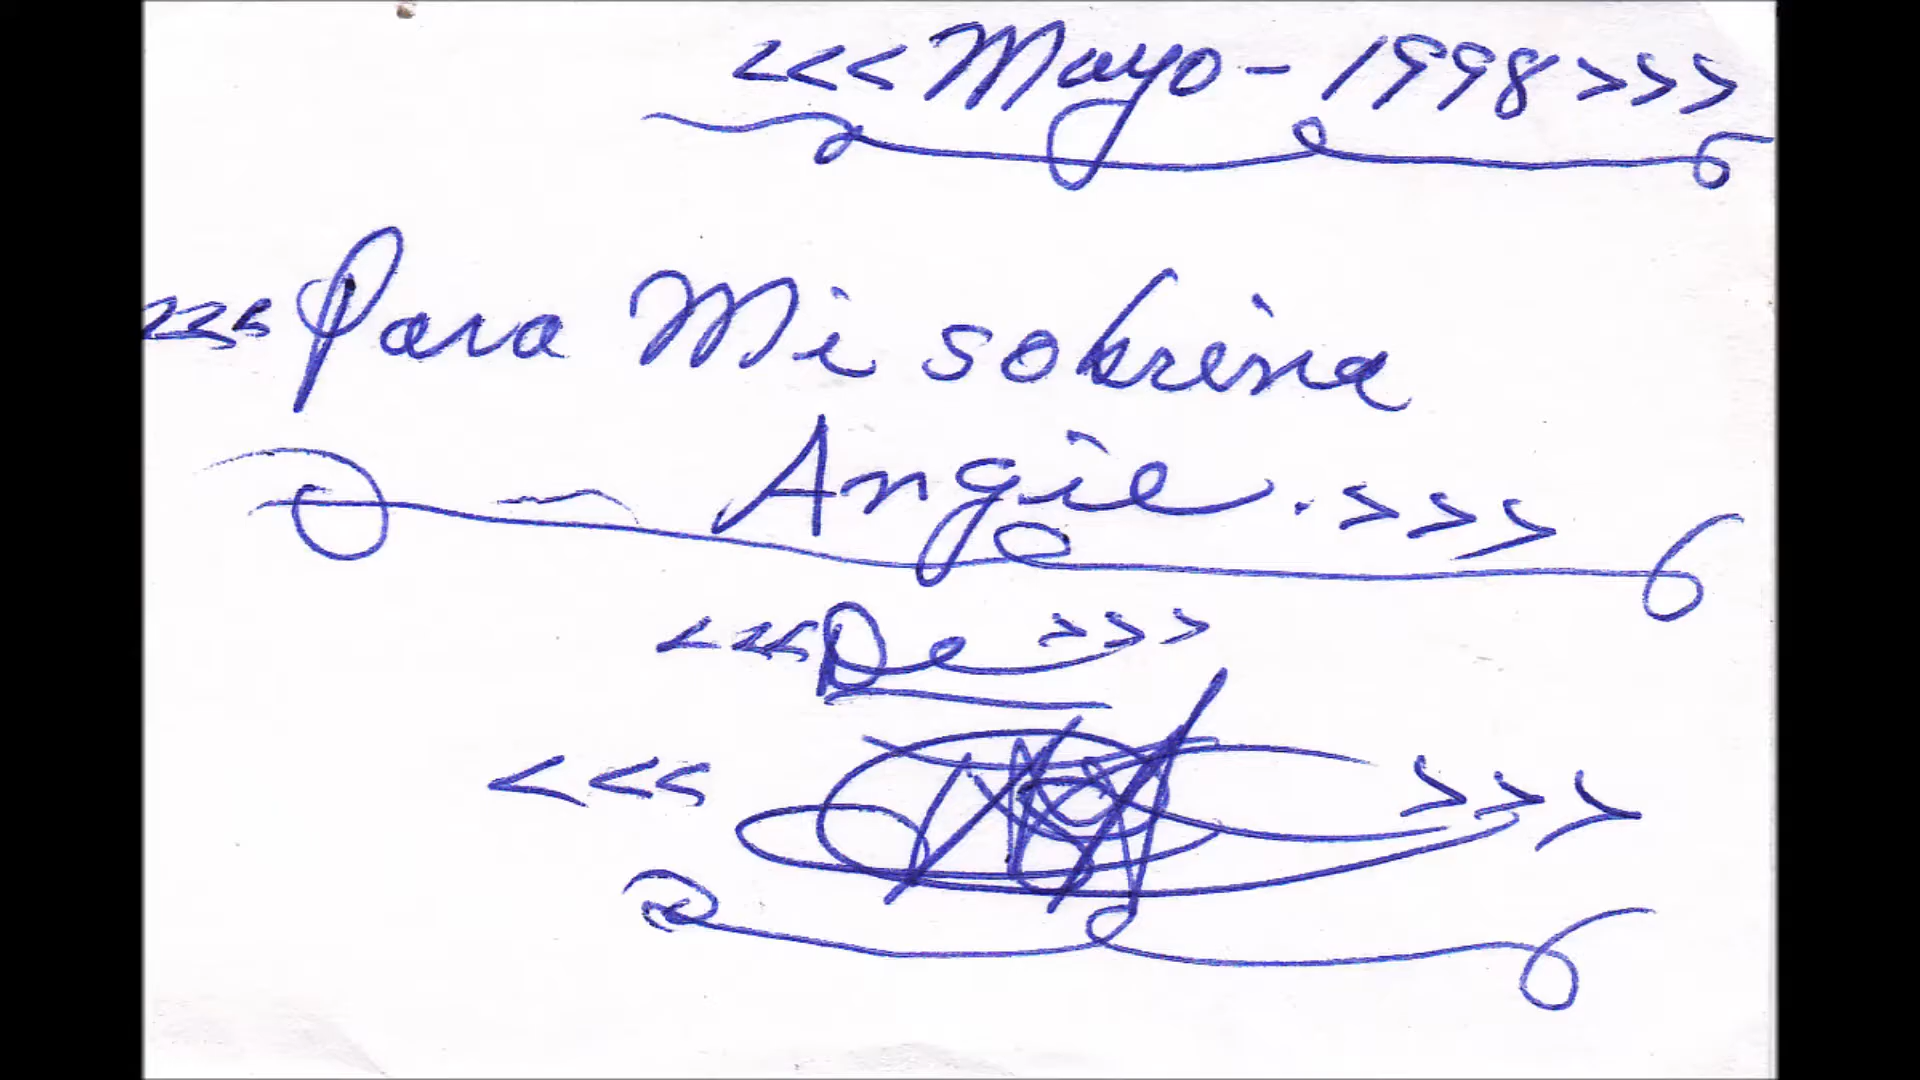 <<< Mayo - 1998 >>>
<<< Para Mi sobrina
Angie. >>>
<<< De >>>
<<< >>>